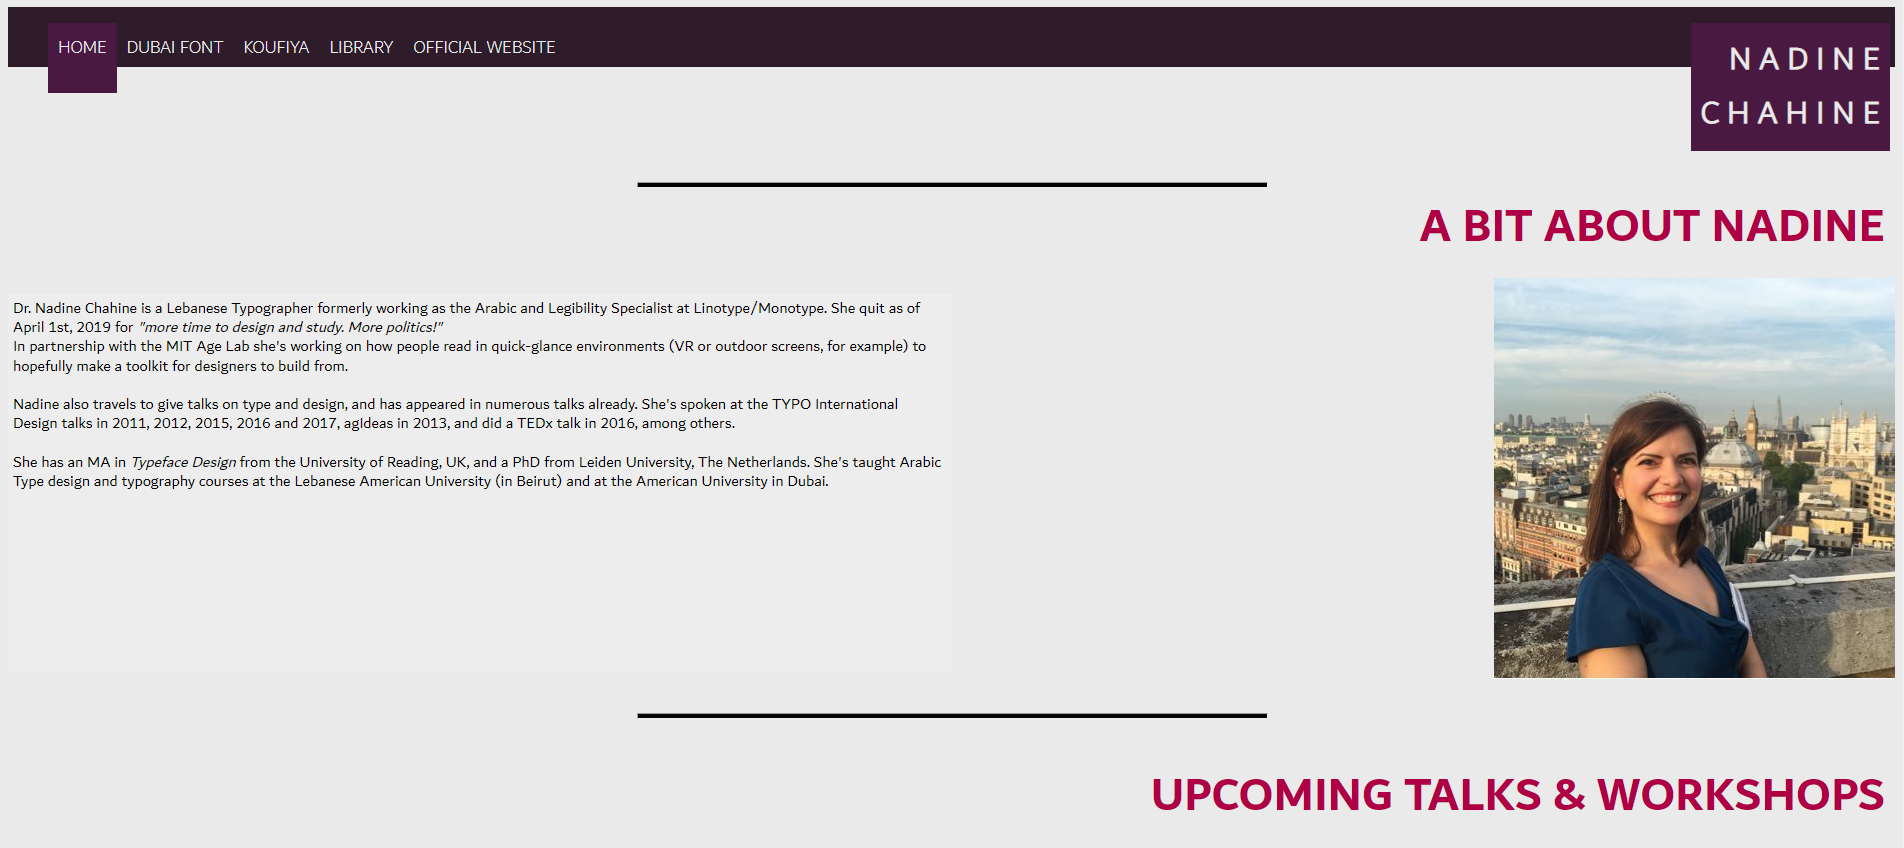 HOME DUBAI FONT KOUFIYA LIBRARY OFFICIAL WEBSITE
NADINE
CHAHINE
A BIT ABOUT NADINE
Dr. Nadine Chahine is a Lebanese Typographer formerly working as the Arabic and Legibility Specialist at Linotype/Monotype. She quit as of
April 1st, 2019 for "more time to design and study. More politics!"
In partnership with the MIT Age Lab she's working on how people read in quick-glance environments (VR or outdoor screens, for example) to
hopefully make a toolkit for designers to build from.
Nadine also travels to give talks on type and design, and has appeared in numerous talks already. She's spoken at the TYPO International
Design talks in 2011, 2012, 2015, 2016 and 2017, agIdeas in 2013, and did a TEDx talk in 2016, among others.
She has an MA in Typeface Design from the University of Reading, UK, and a PhD from Leiden University, The Netherlands. She's taught Arabic
Type design and typography courses at the Lebanese American University (in Beirut) and at the American University in Dubai.
UPCOMING TALKS & WORKSHOPS